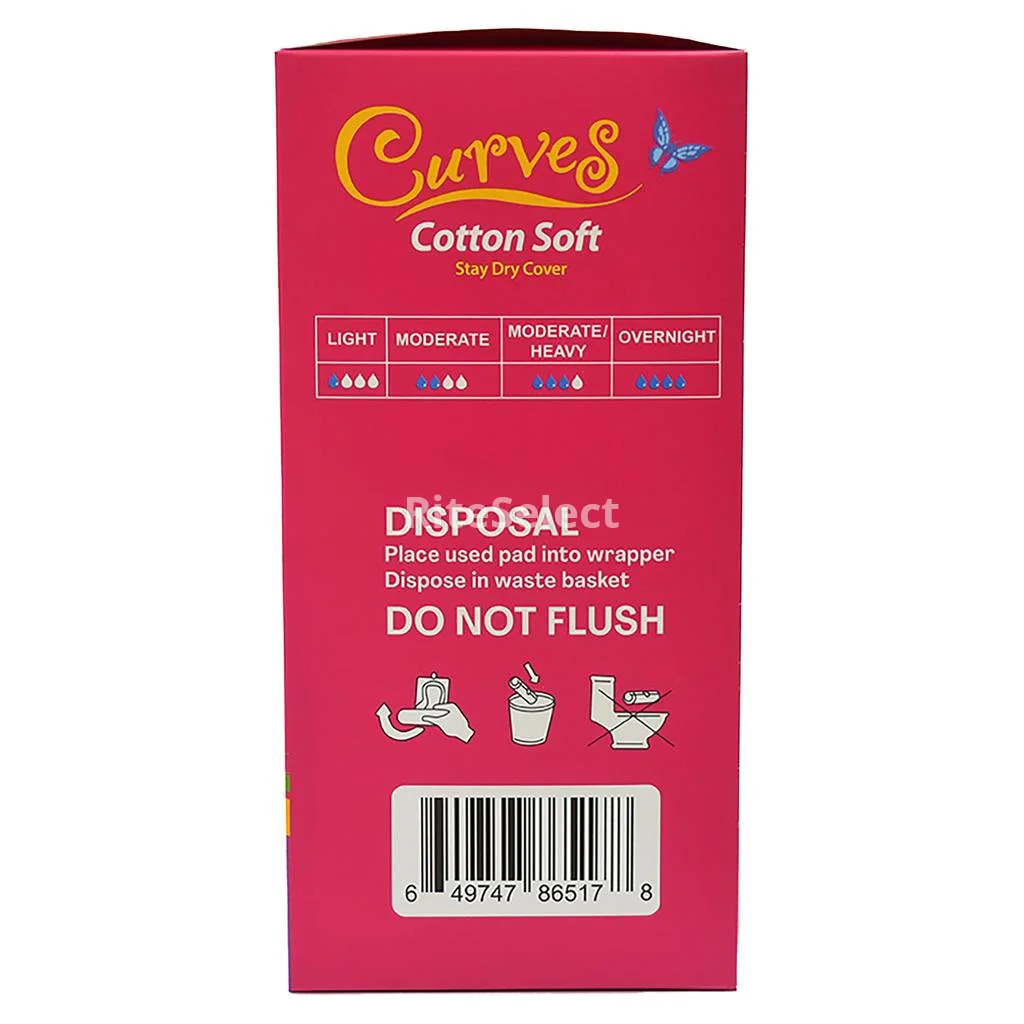 Curves
Cotton Soft
Stay Dry Cover
LIGHT MODERATE MODERATE/ HEAVY OVERNIGHT
RiteSelect
DISPOSAL
Place used pad into wrapper
Dispose in waste basket
DO NOT FLUSH
6 49747 86517 8